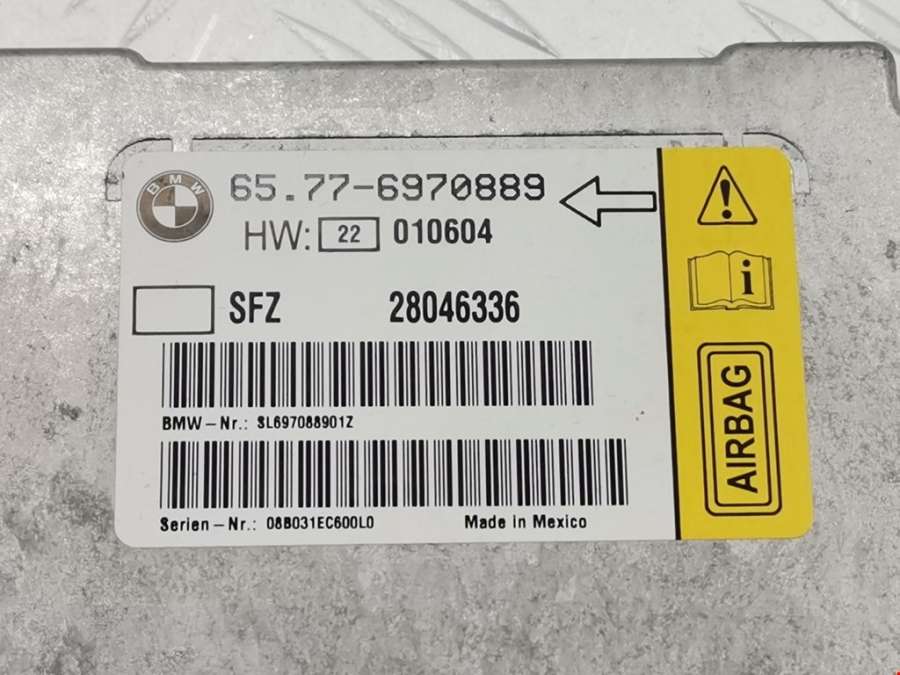 BMW
65.77-6970889
HW: 22 010604
SFZ 28046336
BMW-Nr.: SL697088901Z
Serien-Nr.: 08B031EC600L0 Made in Mexico
i
AIRBAG